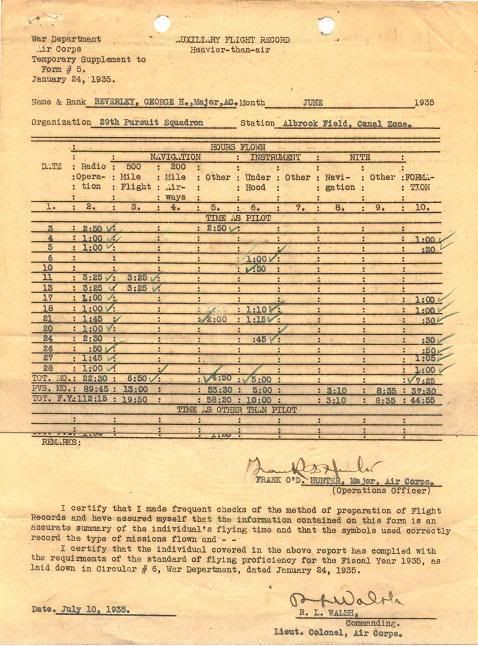 War Department
Air Corps
Temporary Supplement to
Form # 5.
January 24, 1935.
AUXILIARY FLIGHT RECORD
Heavier-than-air
Name & Rank BEVERLEY, GEORGE H., Major, AC. Month JUNE 1935
Organization 29th Pursuit Squadron Station Albrook Field, Canal Zone.
HOURS FLOWN
: NAVIGATION : INSTRUMENT : NITE :
DATE : Radio : 500 : 200 : : : : : :
Opera- : Mile : Mile : Other : Under : Other : Navi- : Other : FORMA-
tion : Flight : Air- : : Hood : : gation : : TION
ways
1. : 2. : 3. : 4. : 5. : 6. : 7. : 8. : 9. : 10.
TIME AS PILOT
3 : 2:50 : : : 2:50 : : : : :
4 : 1:00 : : : : : : : : 1:00
5 : 1:00 : : : : : : : : :30
6 : : : : : 1:00 : : : :
10 : : : : : :50 : : : :
11 : 3:25 : 3:25 : : : : : : :
13 : 3:25 : 3:25 : : : : : : :
17 : 1:00 : : : : : : : : 1:00
18 : 1:00 : : : : 1:10 : : : : 1:00
21 : 1:45 : : : 2:00 : 1:15 : : : : :30
20 : 1:00 : : : : : : : :
24 : 2:30 : : : : :45 : : : : :30
26 : :50 : : : : : : : : :50
27 : 1:45 : : : : : : : : 1:05
28 : 1:00 : : : : : : : : 1:00
TOT. MO.: 22:30 : 6:50 : : 4:50 : 5:00 : : : : 7:25
PVS. MO.: 89:45 : 13:00 : : 53:30 : 5:00 : : 3:10 : 8:35 : 37:30
TOT. F.Y.: 112:15 : 19:50 : : 58:20 : 10:00 : : 3:10 : 8:35 : 44:55
TIME AS OTHER THAN PILOT
REMARKS:
FRANK O'D. HUNTER, Major, Air Corps.
(Operations Officer)
I certify that I made frequent checks of the method of preparation of Flight
Records and have assured myself that the information contained on this form is an
accurate summary of the individual's flying time and that the symbols used correctly
record the type of missions flown and - -
I certify that the individual covered in the above report has complied with
the requirments of the standard of flying proficiency for the Fiscal Year 1935, as
laid down in Circular # 6, War Department, dated January 24, 1935.
R L Walsh
Date. July 10, 1935.
R. L. WALSH,
Commanding.
Lieut. Colonel, Air Corps.